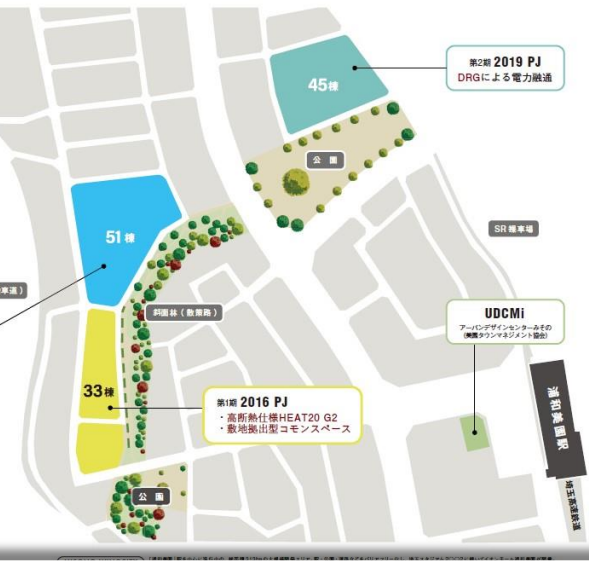 第2期 2019 PJ
DRGによる電力融通
45棟
公園
51棟
SR 操車場
車道)
斜面林(散策路)
UDCMi
アーバンデザインセンターみその
(美園タウンマネジメント協会)
33棟
第1期 2016 PJ
・高断熱仕様HEAT20 G2
・敷地拠出型コモンスペース
浦和美園駅
埼玉高速鉄道
公園